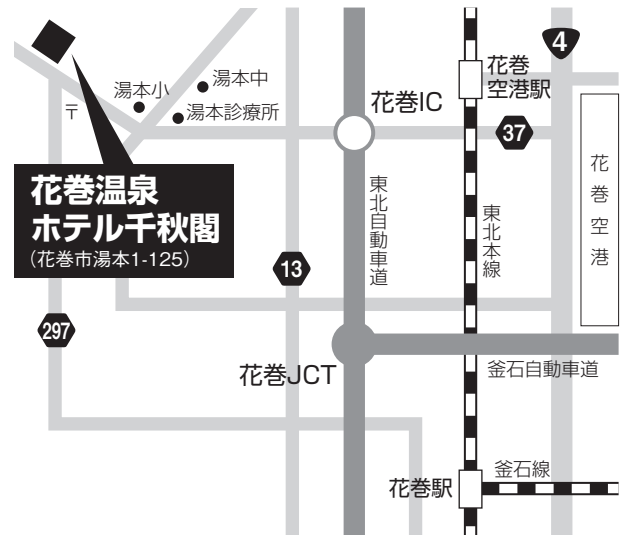 4
花巻
空港駅
湯本小
湯本中
湯本診療所
〒
花巻IC
37
花巻空港
花巻温泉
ホテル千秋閣
(花巻市湯本1-125)
東北自動車道
東北本線
13
297
花巻JCT
釜石自動車道
花巻駅
釜石線